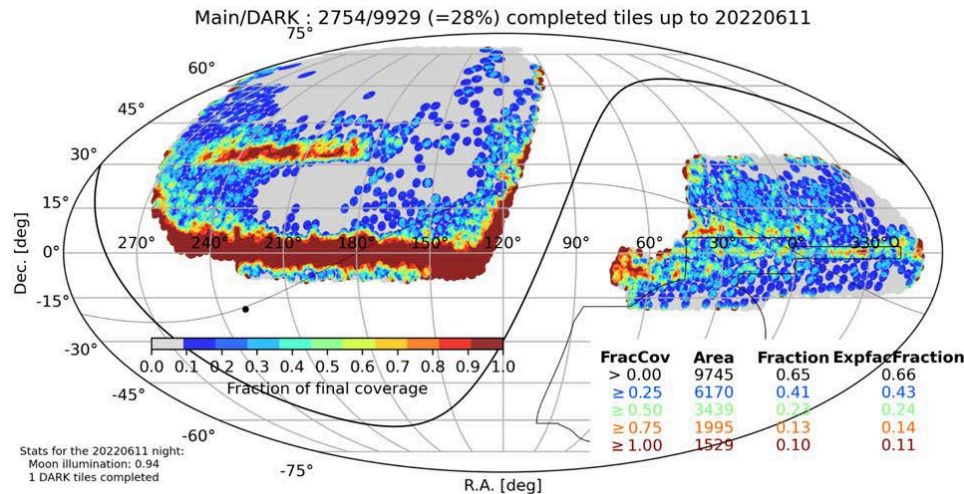 Main/DARK : 2754/9929 (=28%) completed tiles up to 20220611
75°
60°
45°
30°
15°
0°
-15°
-30°
-45°
-60°
-75°
Dec. [deg]
270° 240° 210° 180° 150° 120° 90° 60° 30° 0° 330°
0.0 0.1 0.2 0.3 0.4 0.5 0.6 0.7 0.8 0.9 1.0
Fraction of final coverage
FracCov Area Fraction ExpfacFraction
> 0.00 9745 0.65 0.66
≥ 0.25 6170 0.41 0.43
≥ 0.50 3439 0.23 0.24
≥ 0.75 1995 0.13 0.14
≥ 1.00 1529 0.10 0.11
Stats for the 20220611 night:
Moon illumination: 0.94
1 DARK tiles completed
R.A. [deg]